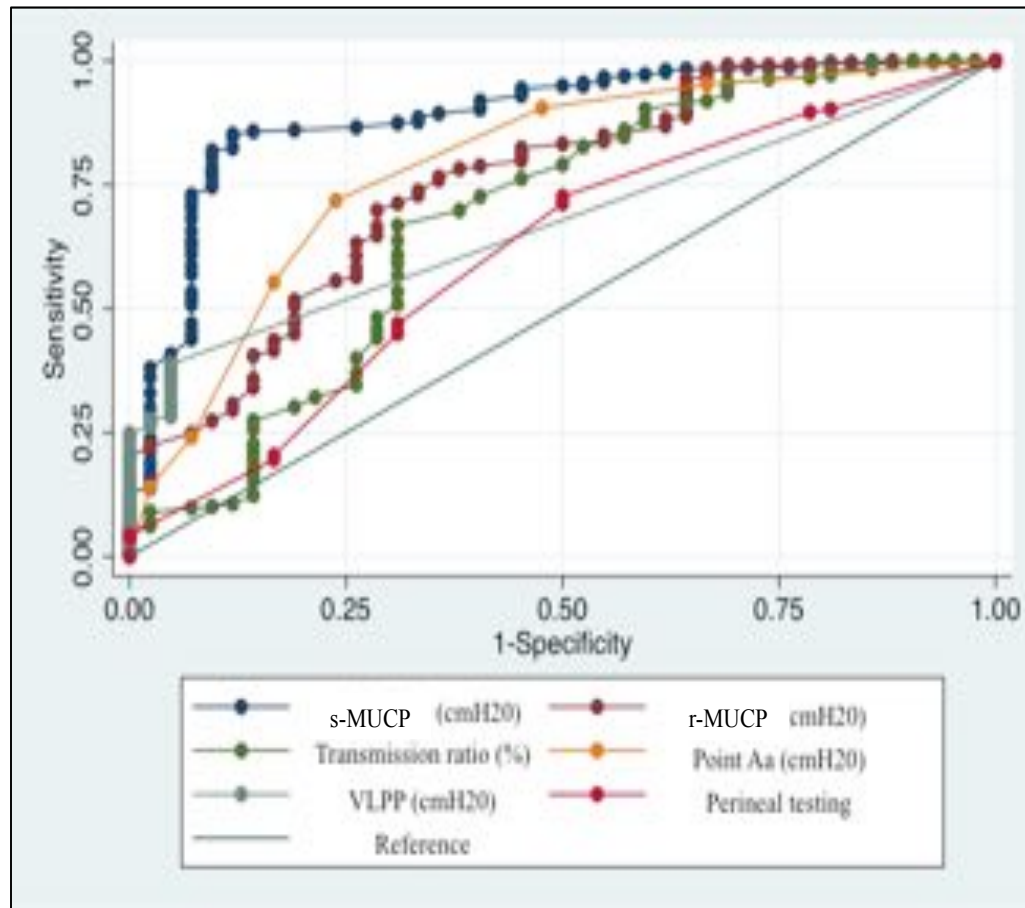 Sensitivity
1.00
0.75
0.50
0.25
0.00
0.00 0.25 0.50 0.75 1.00
1-Specificity
s-MUCP (cmH20) r-MUCP cmH20)
Transmission ratio (%) Point Aa (cmH20)
VLPP (cmH20) Perineal testing
Reference